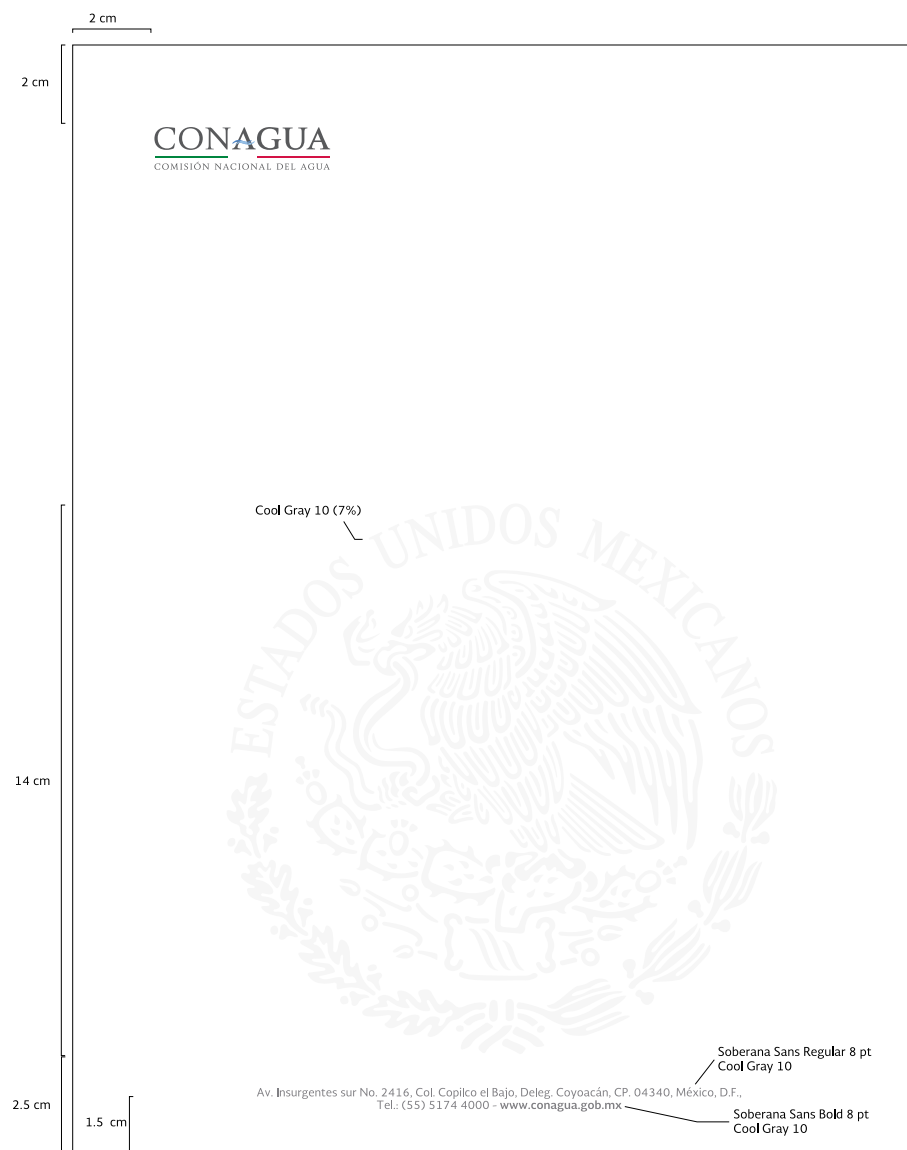 2 cm
2 cm
CONAGUA
COMISIÓN NACIONAL DEL AGUA
Cool Gray 10 (7%)
ESTADOS UNIDOS MEXICANOS
14 cm
Soberana Sans Regular 8 pt
Cool Gray 10
Av. Insurgentes sur No. 2416, Col. Copilco el Bajo, Deleg. Coyoacán, CP. 04340, México, D.F.,
Tel.: (55) 5174 4000 - www.conagua.gob.mx
2.5 cm
1.5 cm
Soberana Sans Bold 8 pt
Cool Gray 10